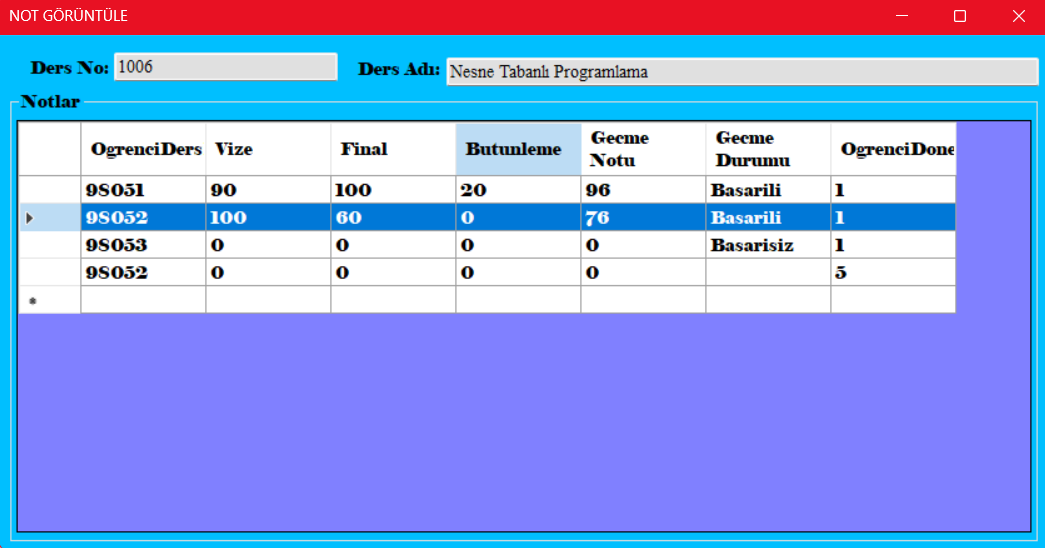 NOT GÖRÜNTÜLE
Ders No: 1006 Ders Adı: Nesne Tabanlı Programlama
Notlar
OgrenciDers Vize Final Butunleme Gecme Notu Gecme Durumu OgrenciDone
98051 90 100 20 96 Basarili 1
98052 100 60 0 76 Basarili 1
98053 0 0 0 0 Basarisiz 1
98052 0 0 0 0 5